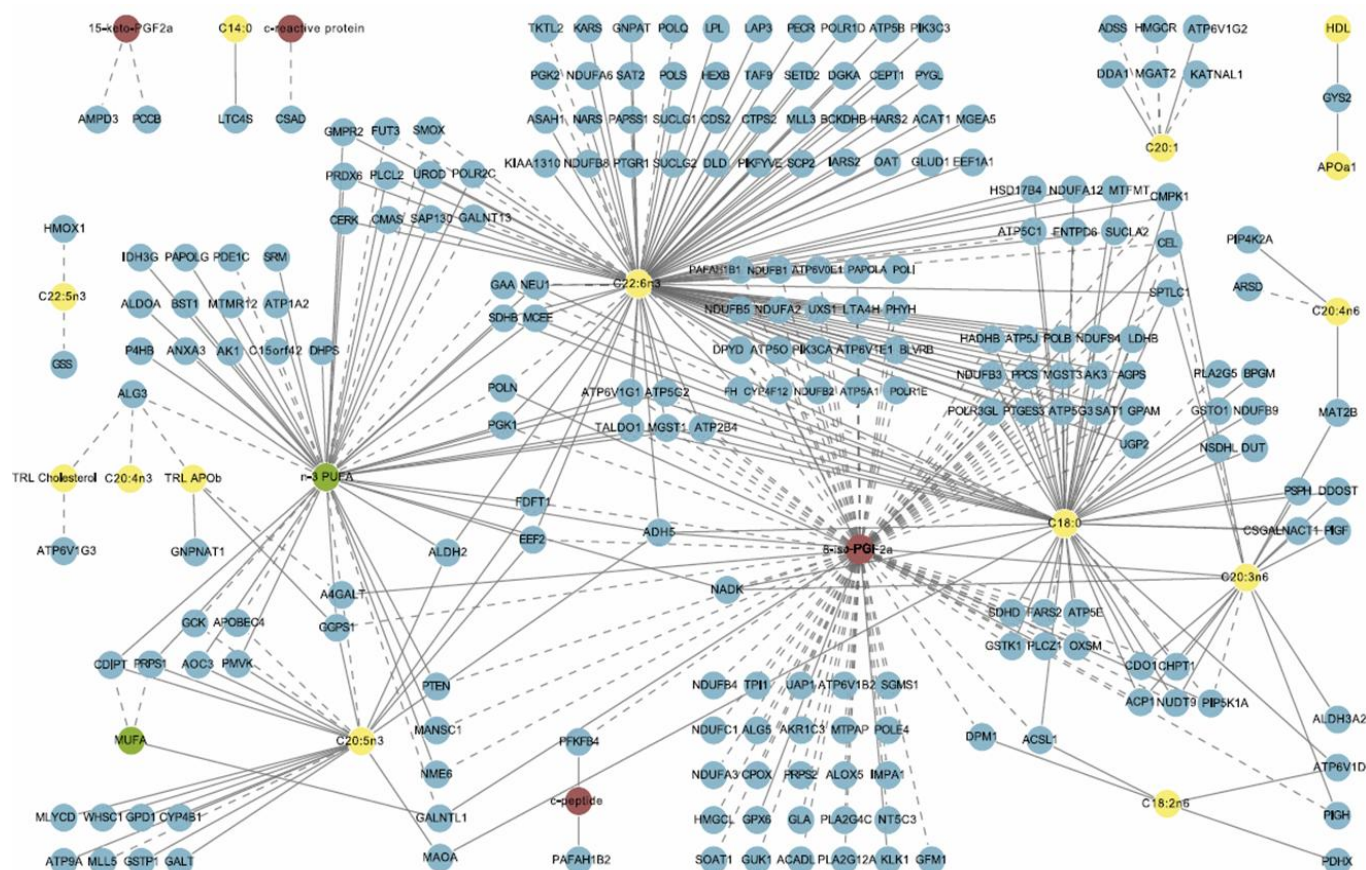 15-keto-PGF2a C14:0 c-reactive protein
AMPD3 PCCB LTC4S CSAD
TKTL2 KARS GNPAT POLQ LPL LAP3 PECR POLR1D ATP5B PIK3C3
PGK2 NDUFA6 SAT2 POLS HEXB TAF9 SETD2 DGKA CEPT1 PYGL
ASAH1 NARS PAPSS1 SUCLG1 CDS2 CTPS2 MLL3 BCKDHB HARS2 ACAT1 MGEA5
KIAA1310 NDUFB8 PTGR1 SUCLG2 DLD PIKFYVE SCP2 IARS2 OAT GLUD1 EEF1A1
ADSS HMGCR ATP6V1G2
DDA1 MGAT2 KATNAL1
C20:1
HDL
GYS2
APOa1
GMPR2 FUT3 SMOX
PRDX6 PLCL2 UROD POLR2C
CERK CMAS SAP130 GALNT13
HSD17B4 NDUFA12 MTFMT CMPK1
ATP5C1 ENTPD6 SUCLA2 CEL
SPTLC1
PIP4K2A
ARSD
C20:4n6
MAT2B
HMOX1
C22:5n3
GSS
IDH3G PAPOLG PDE1C SRM
ALDOA BST1 MTMR12 ATP1A2
P4HB ANXA3 AK1 C15orf42 DHPS
C22:6n3
GAA NEU1
SDHB MCEE
PAFAH1B1 NDUFB1 ATP6V0E1 PAPOLA POLI
NDUFB5 NDUFA2 UXS1 LTA4H PHYH
DPYD ATP5O PIK3CA ATP6V1E1 BLVRB
FH CYP4F12 NDUFB2 ATP5A1 POLR1E
HADHB ATP5J POLB NDUFS4 LDHB
NDUFB3 PPCS MGST3 AK3 AGPS
POLR3GL PTGES3 ATP5G3 SAT1 GPAM
UGP2
PLA2G5 BPGM
GSTO1 NDUFB9
NSDHL DUT
POLN
PGK1
ATP6V1G1 ATP5G2
TALDO1 MGST1 ATP2B4
ALG3
TRL Cholesterol C20:4n3 TRL APOb
ATP6V1G3 GNPNAT1
n-3 PUFA
FDFT1
EEF2
ADH5
ALDH2
NADK
8-iso-PGF2a
C18:0
PSPH DDOST
CSGALNACT1 PIGF
C20:3n6
A4GALT
GGPS1
GCK APOBEC4
CDIPT PRPS1 AOC3 PMVK
MUFA
C20:5n3
PTEN
MANSC1
NME6
GALNTL1
MAOA
PFKFB4
c-peptide
PAFAH1B2
MLYCD WHSC1 GPD1 CYP4B1
ATP9A MLL5 GSTP1 GALT
NDUFB4 TPI1 UAP1 ATP6V1B2 SGMS1
NDUFC1 ALG5 AKR1C3 MTPAP POLE4
NDUFA3 CPOX PRPS2 ALOX5 IMPA1
HMGCL GPX6 GLA PLA2G4C NT5C3
SOAT1 GUK1 ACADL PLA2G12A KLK1 GFM1
SDHD FARS2 ATP5E
GSTK1 PLCZ1 OXSM
CDO1 CHPT1
ACP1 NUDT9 PIP5K1A
DPM1 ACSL1
C18:2n6
ALDH3A2
ATP6V1D
PIGH
PDHX